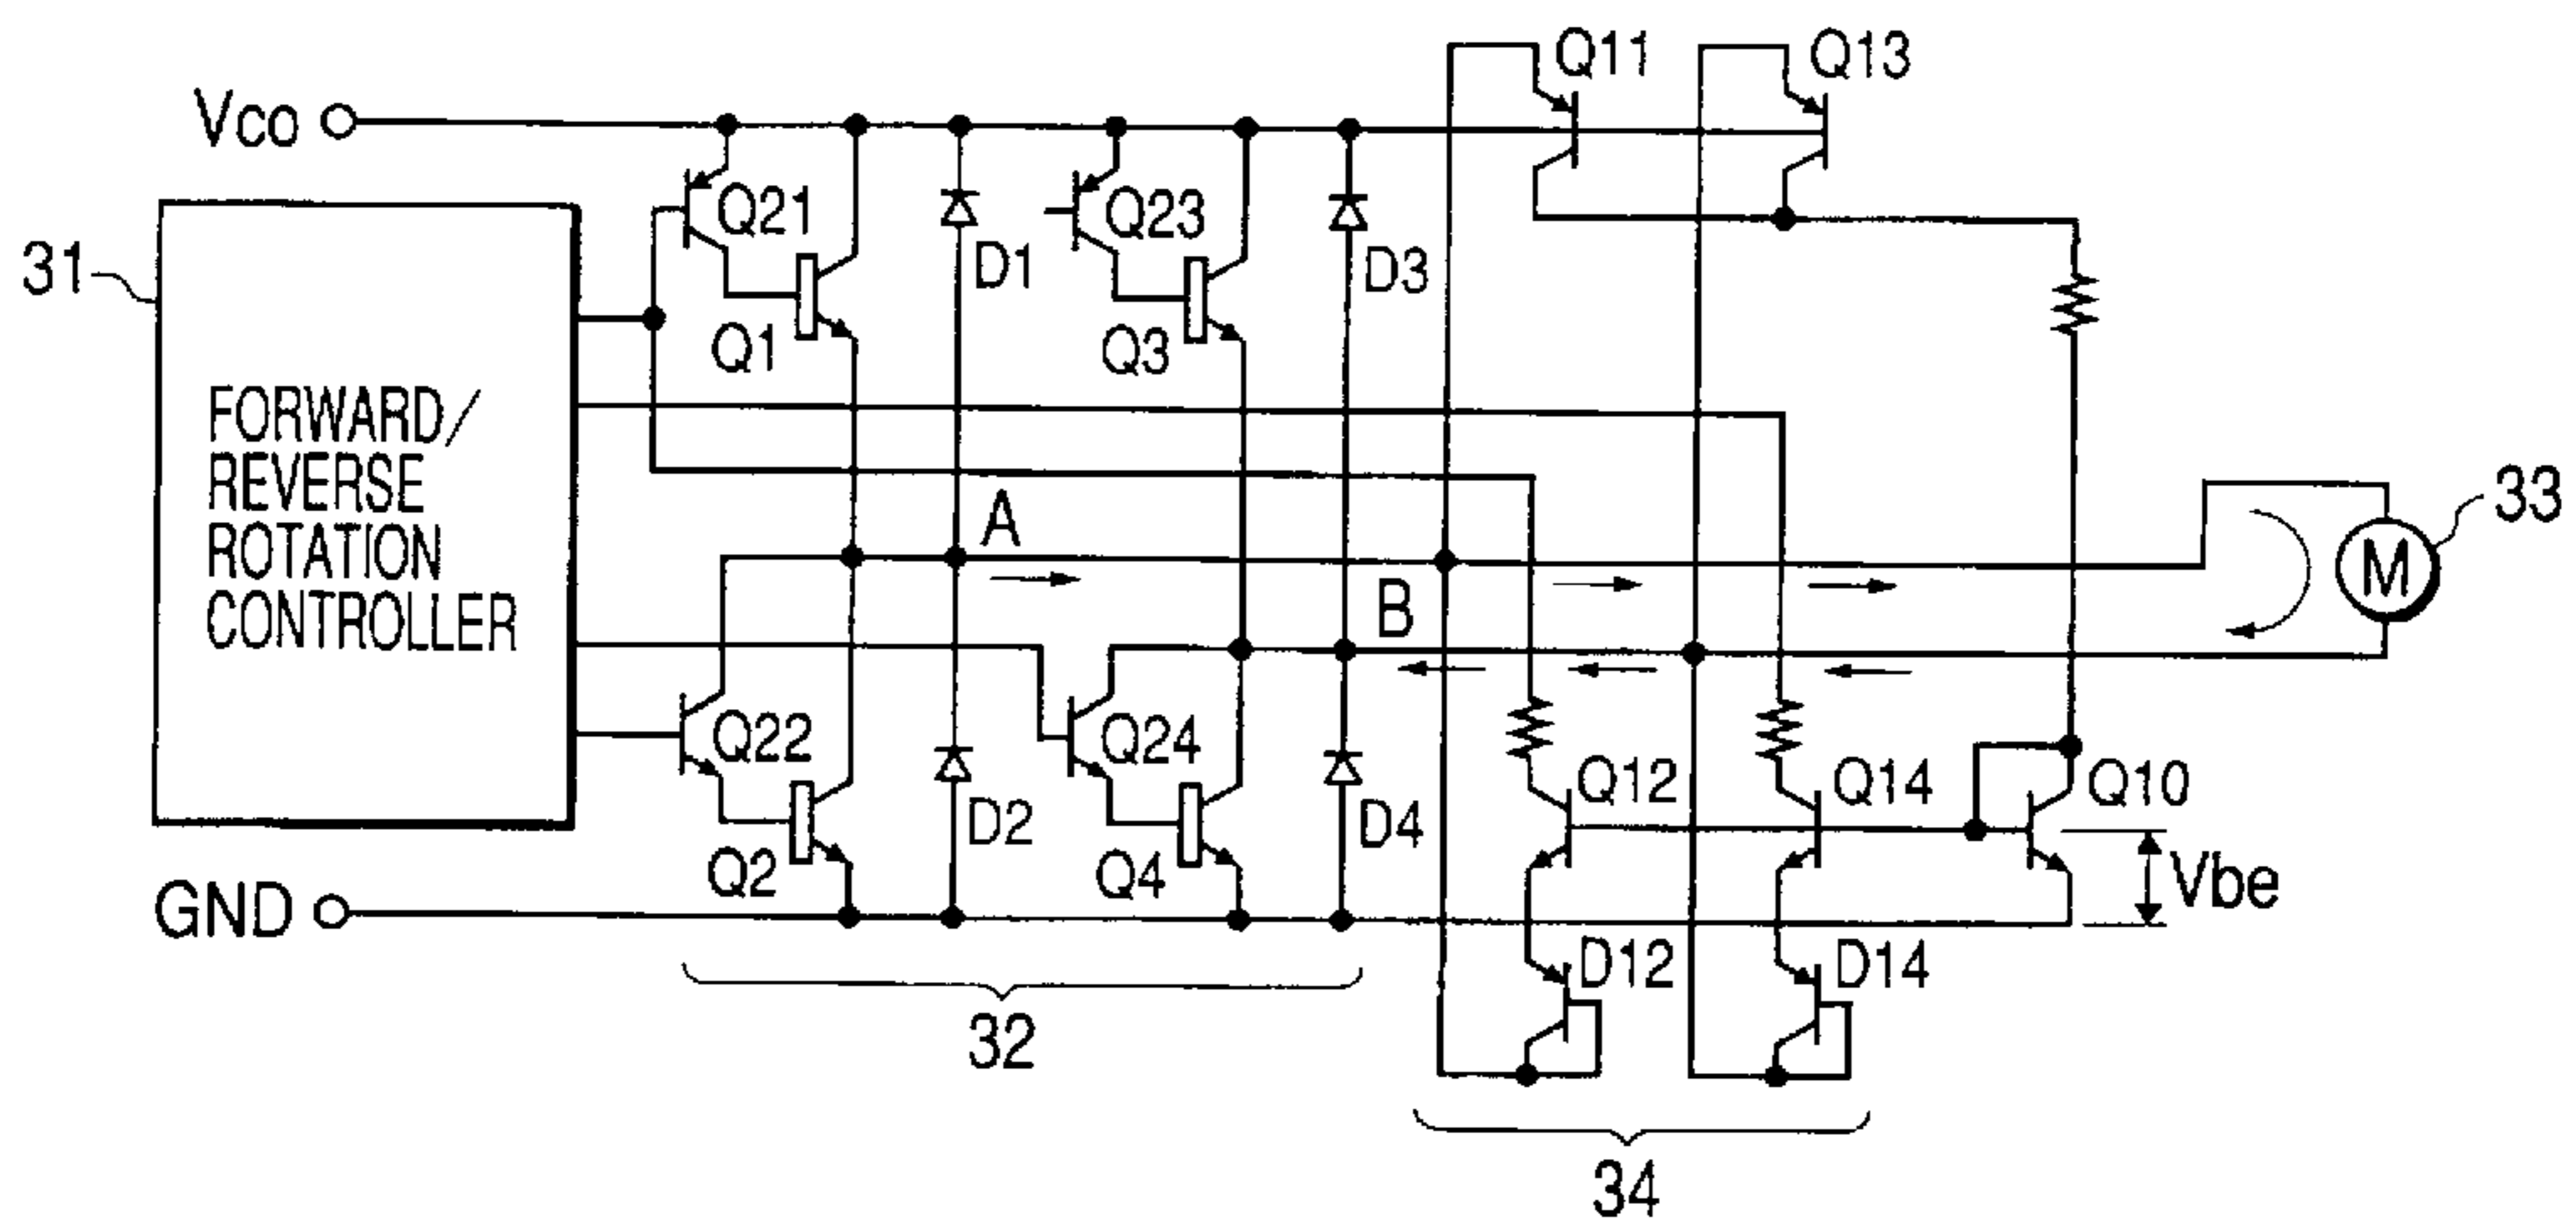 Q11
Q13
Vco
Q21
Q23
31
D1
D3
Q1
Q3
FORWARD/
REVERSE
ROTATION
CONTROLLER
A
33
M
B
Q22
Q24
Q12
Q14
Q10
D2
D4
Q2
Q4
Vbe
GND
D12
D14
32
34